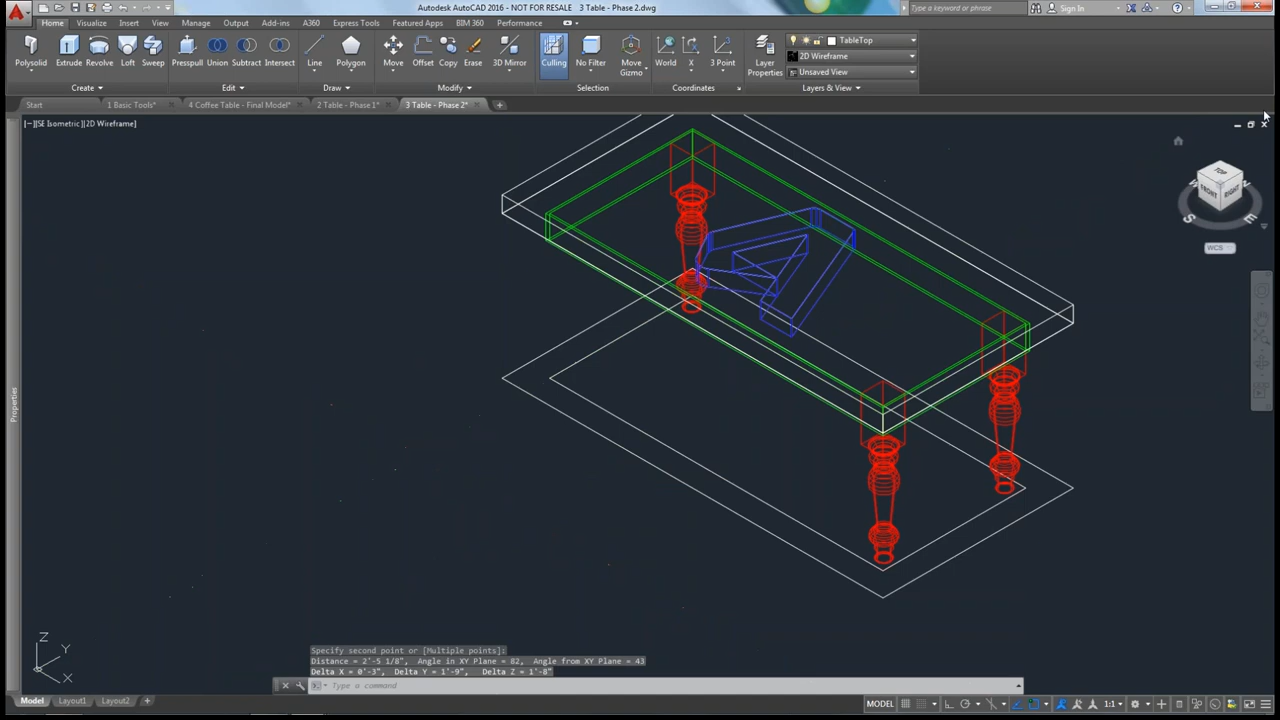 Autodesk AutoCAD 2016 - NOT FOR RESALE    3 Table - Phase 2.dwg
Type a keyword or phrase
Sign In
Home Visualize Insert View Manage Output Add-ins A360 Express Tools Featured Apps BIM 360 Performance
Polysolid Extrude Revolve Loft Sweep Presspull Union Subtract Intersect Line Polygon Move Offset Copy Erase 3D Mirror Culling No Filter Move Gizmo World X 3 Point Layer Properties
TableTop
2D Wireframe
Unsaved View
Create Edit Draw Modify Selection Coordinates Layers & View
Start 1 Basic Tools* 4 Coffee Table - Final Model* 2 Table - Phase 1* 3 Table - Phase 2*
[−]SE Isometric][2D Wireframe]
TOP
FRONT RIGHT
S E
WCS
Properties
Z
Y
X
Specify second point or [Multiple points]:
Distance = 2'-5 1/8", Angle in XY Plane = 82, Angle from XY Plane = 43
Delta X = 0'-3", Delta Y = 1'-9", Delta Z = 1'-8"
Type a command
Model Layout1 Layout2
MODEL 1:1